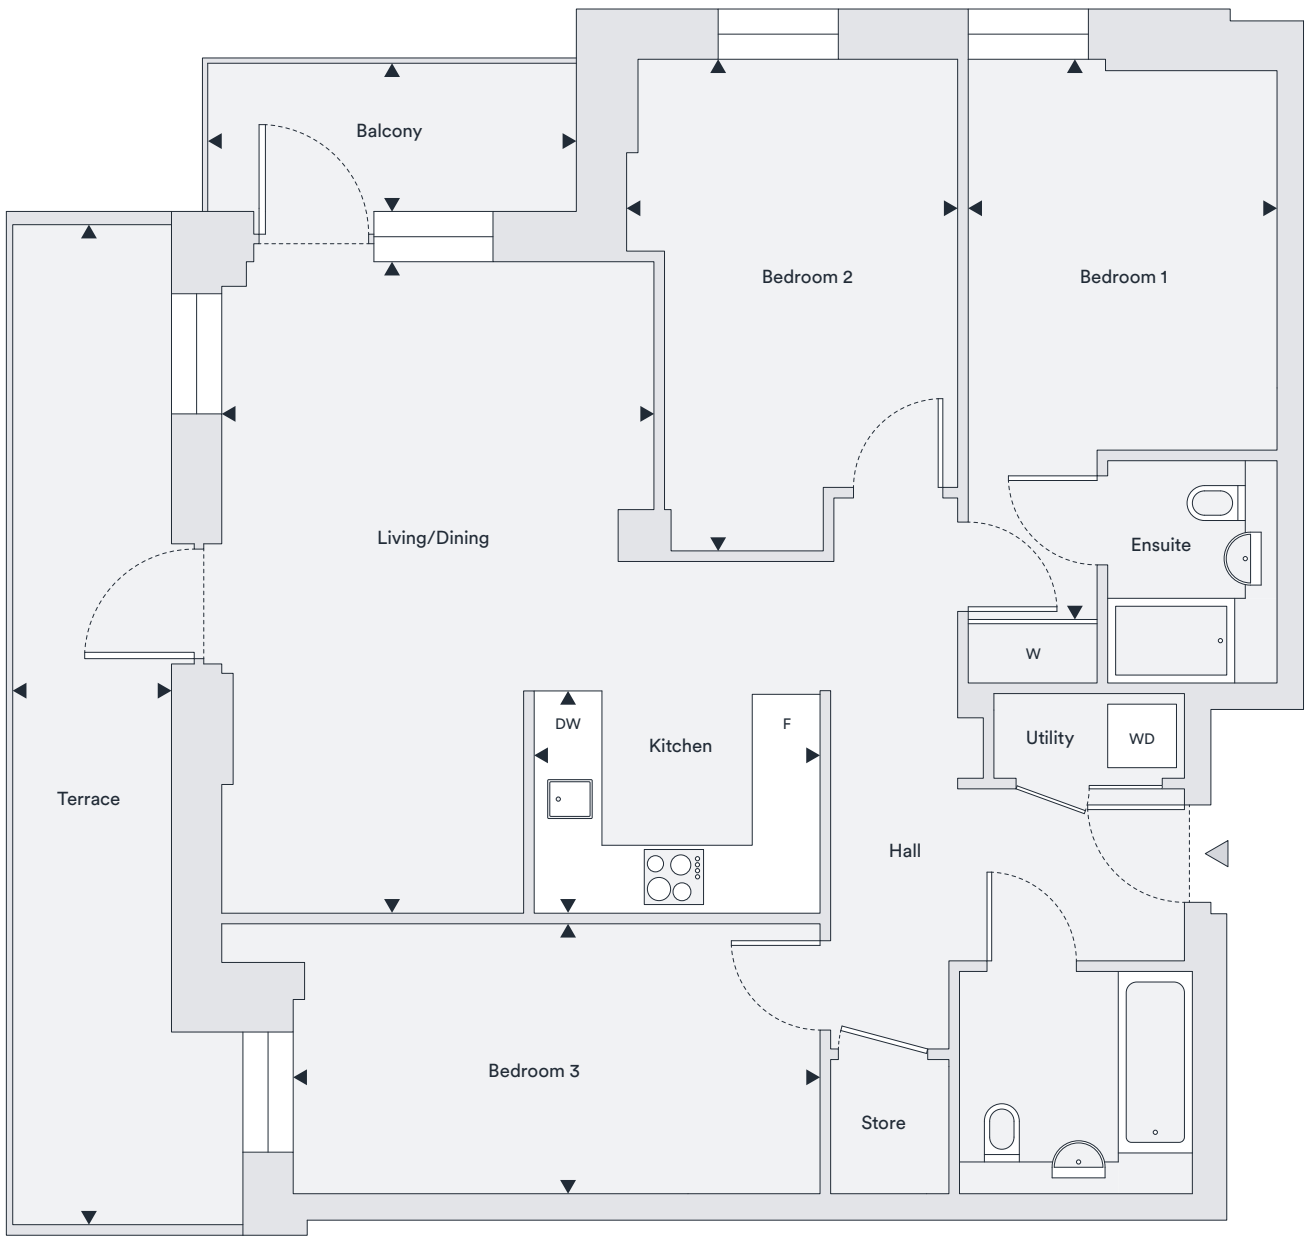 Balcony
Bedroom 2
Bedroom 1
Living/Dining
Ensuite
W
DW
F
Kitchen
Utility
WD
Terrace
Hall
Bedroom 3
Store